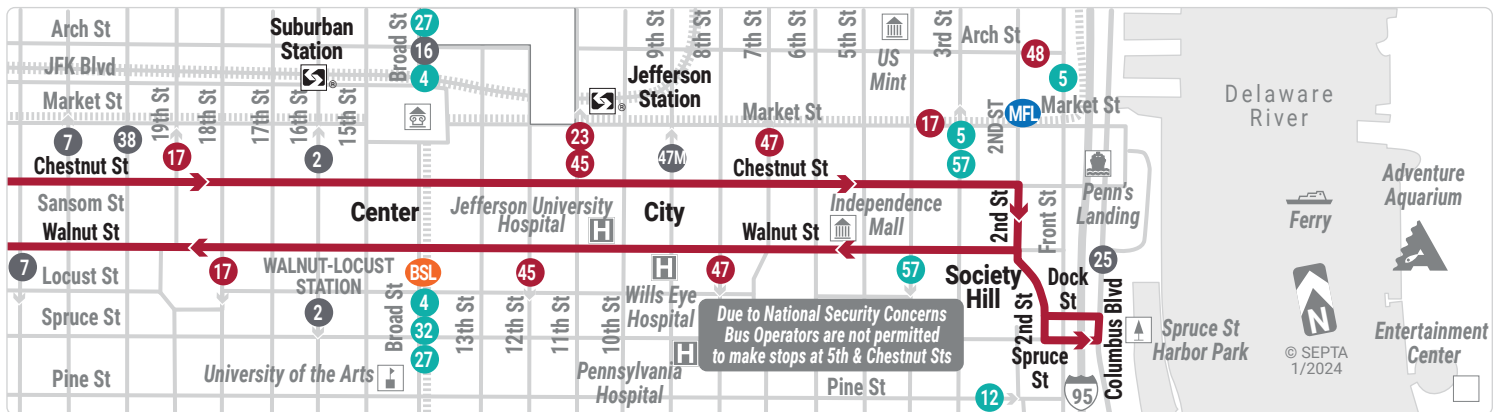 Arch St
JFK Blvd
Market St
Suburban
Station
®
Broad St
27
16
4
19th St
18th St
17th St
16th St
15th St
7
38
17
2
Chestnut St
Sansom St
Walnut St
Center
Jefferson University
Hospital
H
City
®
Jefferson
Station
23
45
9th St
8th St
7th St
6th St
5th St
US
Mint
3rd St
Arch St
48
5
Market St
47M
47
Chestnut St
17
5
57
2ND ST
MFL
Market St
Independence
Mall
Walnut St
2nd St
Front St
Penn's
Landing
Delaware
River
Ferry
Adventure
Aquarium
7
Locust St
Spruce St
Pine St
17
WALNUT-LOCUST
STATION
2
BSL
4
32
27
Broad St
University of the Arts
13th St
12th St
11th St
10th St
45
H
Wills Eye
Hospital
47
57
H
Pennsylvania
Hospital
Due to National Security Concerns
Bus Operators are not permitted
to make stops at 5th & Chestnut Sts
Pine St
12
Society
Hill
Dock
St
2nd St
Spruce
St
25
Columbus Blvd
95
Spruce St
Harbor Park
N
© SEPTA
1/2024
Entertainment
Center